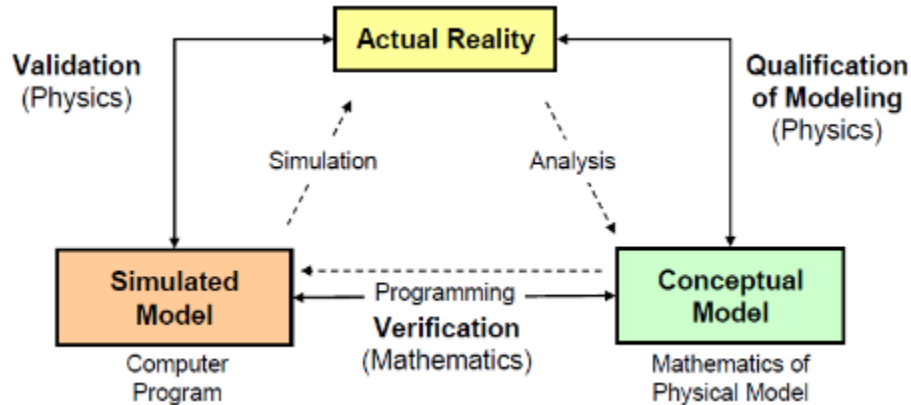 Actual Reality
Validation
(Physics)
Qualification
of Modeling
(Physics)
Simulation
Analysis
Simulated
Model
Programming
Verification
(Mathematics)
Conceptual
Model
Computer
Program
Mathematics of
Physical Model